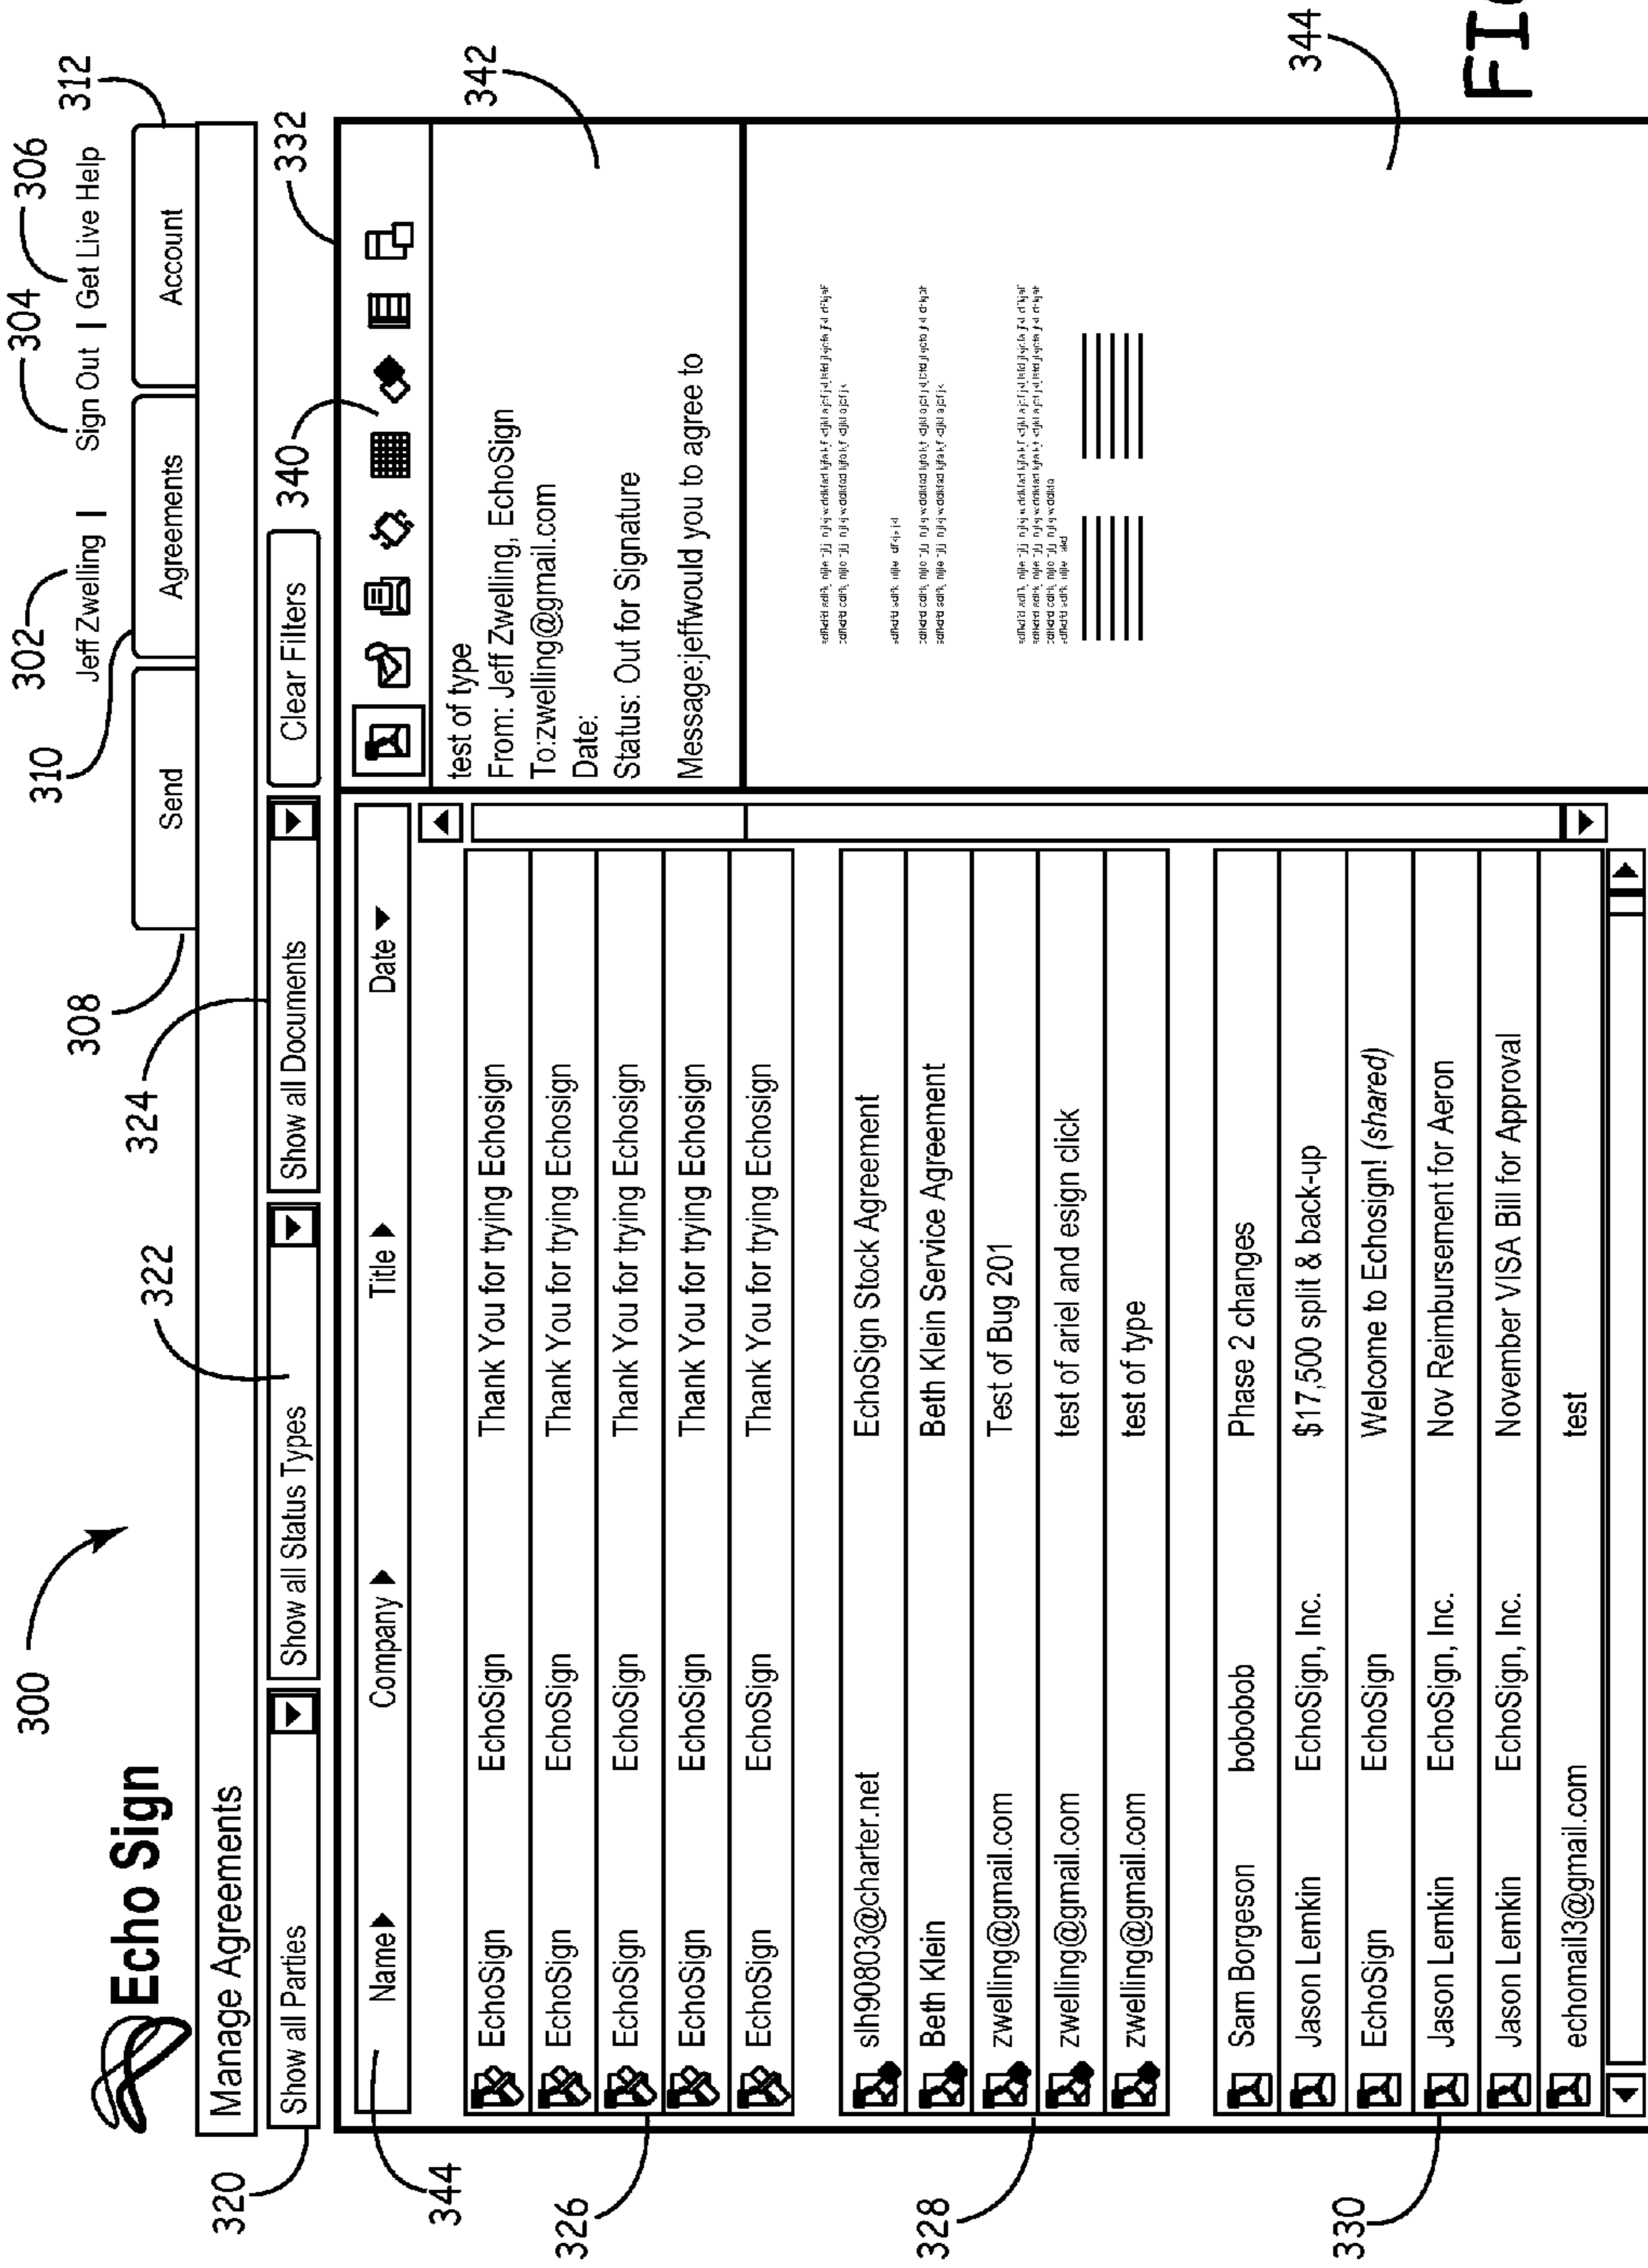 300
302
304
306
Echo Sign
Jeff Zwelling | Sign Out | Get Live Help
308
310
312
Send
Agreements
Account
Manage Agreements
320
322
324
Show all Parties
Show all Status Types
Show all Documents
Clear Filters
340
332
344
Name
Company
Title
Date
326
EchoSign EchoSign Thank You for trying Echosign
EchoSign EchoSign Thank You for trying Echosign
EchoSign EchoSign Thank You for trying Echosign
EchoSign EchoSign Thank You for trying Echosign
EchoSign EchoSign Thank You for trying Echosign
328
slh90803@charter.net EchoSign Stock Agreement
Beth Klein Beth Klein Service Agreement
zwelling@gmail.com Test of Bug 201
zwelling@gmail.com test of ariel and esign click
zwelling@gmail.com test of type
330
Sam Borgeson bobobob Phase 2 changes
Jason Lemkin EchoSign, Inc. $17,500 split & back-up
EchoSign EchoSign Welcome to Echosign! (shared)
Jason Lemkin EchoSign, Inc. Nov Reimbursement for Aeron
Jason Lemkin EchoSign, Inc. November VISA Bill for Approval
echomail3@gmail.com test
test of type
From: Jeff Zwelling, EchoSign
To:zwelling@gmail.com
Date:
Status: Out for Signature
Message:jeffwould you to agree to
342
344